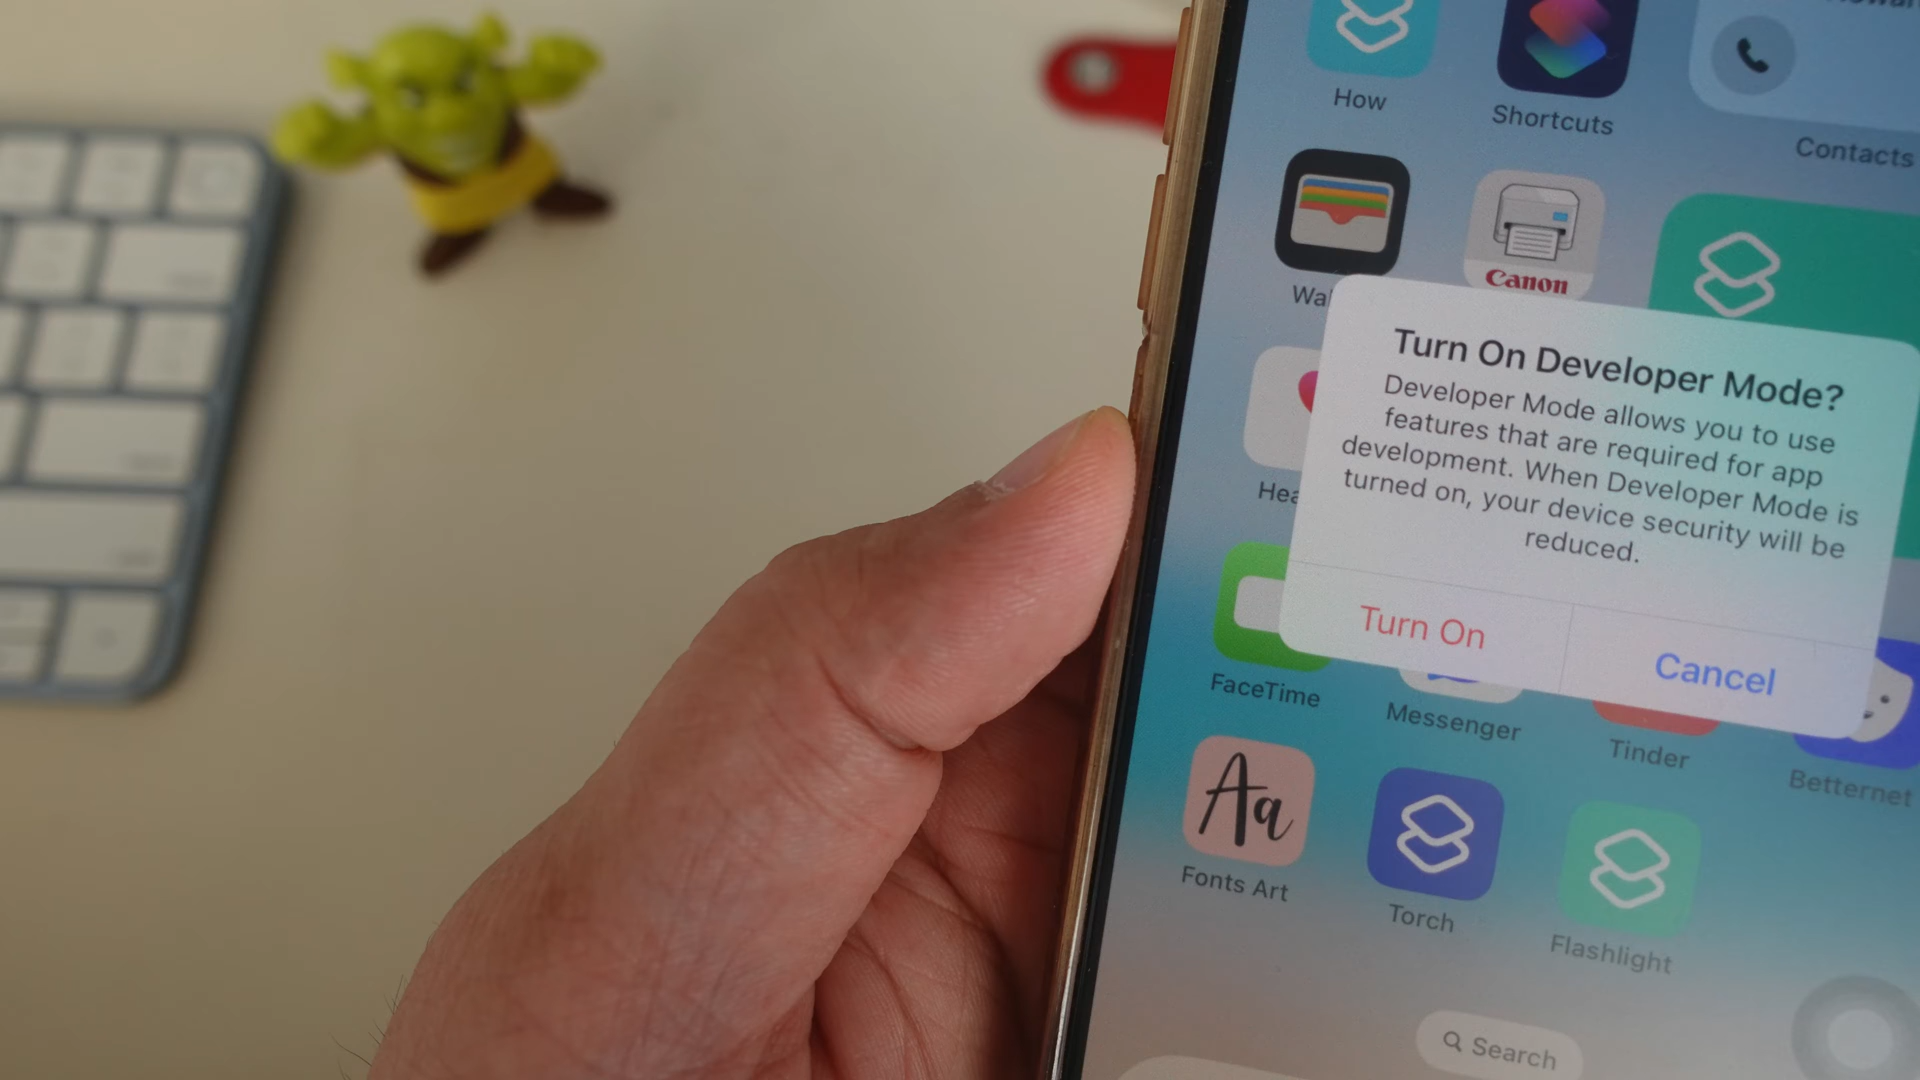 How
Shortcuts
Contacts
Canon
Turn On Developer Mode?
Developer Mode allows you to use
features that are required for app
development. When Developer Mode is
turned on, your device security will be
reduced.
Turn On
Cancel
FaceTime
Messenger
Tinder
Betternet
Aa
Fonts Art
Torch
Flashlight
Search